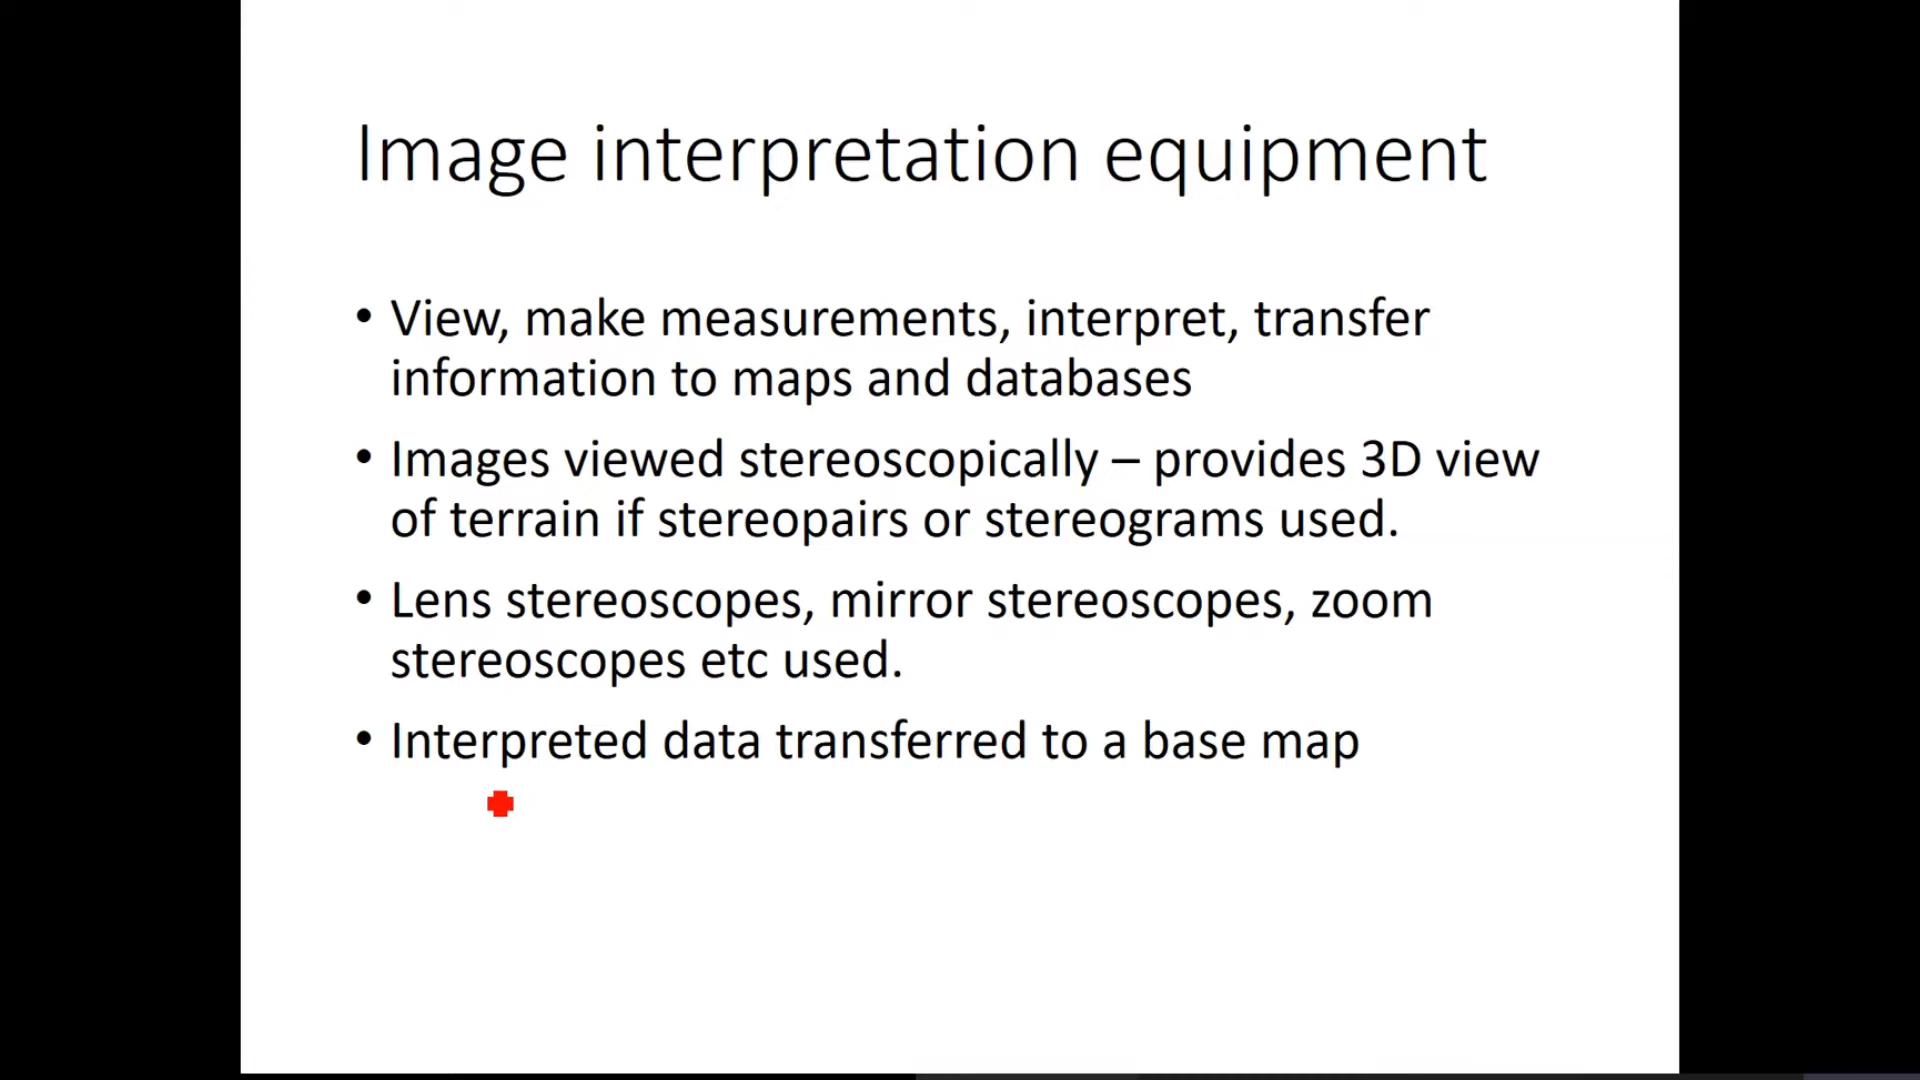 Image interpretation equipment
• View, make measurements, interpret, transfer
information to maps and databases
• Images viewed stereoscopically – provides 3D view
of terrain if stereopairs or stereograms used.
• Lens stereoscopes, mirror stereoscopes, zoom
stereoscopes etc used.
• Interpreted data transferred to a base map